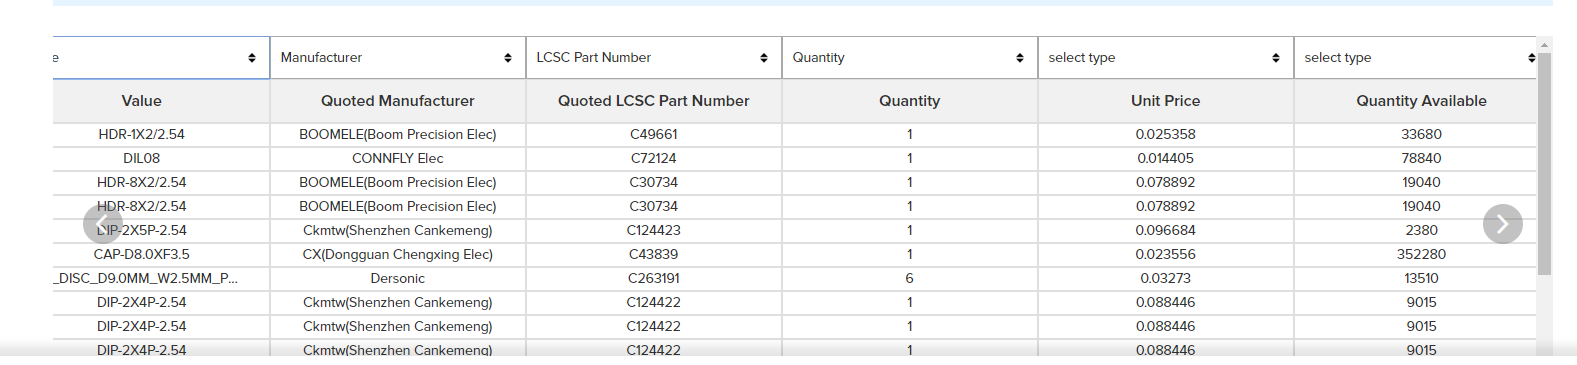 e Manufacturer LCSC Part Number Quantity select type select type
Value Quoted Manufacturer Quoted LCSC Part Number Quantity Unit Price Quantity Available
HDR-1X2/2.54 BOOMELE(Boom Precision Elec) C49661 1 0.025358 33680
DIL08 CONNFLY Elec C72124 1 0.014405 78840
HDR-8X2/2.54 BOOMELE(Boom Precision Elec) C30734 1 0.078892 19040
HDR-8X2/2.54 BOOMELE(Boom Precision Elec) C30734 1 0.078892 19040
DIP-2X5P-2.54 Ckmtw(Shenzhen Cankemeng) C124423 1 0.096684 2380
CAP-D8.0XF3.5 CX(Dongguan Chengxing Elec) C43839 1 0.023556 352280
_DISC_D9.0MM_W2.5MM_P... Dersonic C263191 6 0.03273 13510
DIP-2X4P-2.54 Ckmtw(Shenzhen Cankemeng) C124422 1 0.088446 9015
DIP-2X4P-2.54 Ckmtw(Shenzhen Cankemeng) C124422 1 0.088446 9015
DIP-2X4P-2.54 Ckmtw(Shenzhen Cankemeng) C124422 1 0.088446 9015